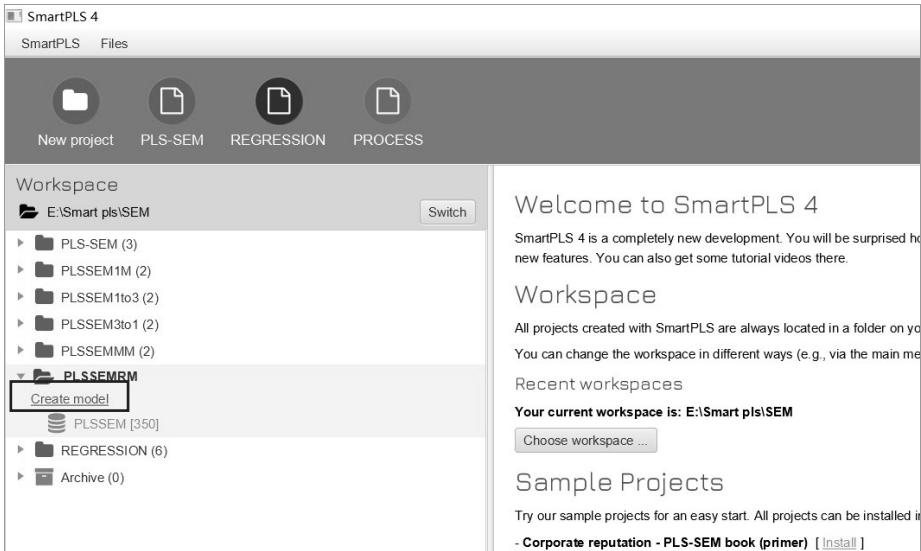 SmartPLS 4
SmartPLS Files
New project PLS-SEM REGRESSION PROCESS
Workspace
E:\Smart pls\SEM Switch
PLS-SEM (3)
PLSSEM1M (2)
PLSSEM1to3 (2)
PLSSEM3to1 (2)
PLSSEMMM (2)
PLSSEMRM
Create model
PLSSEM [350]
REGRESSION (6)
Archive (0)
Welcome to SmartPLS 4
SmartPLS 4 is a completely new development. You will be surprised
new features. You can also get some tutorial videos there.
Workspace
All projects created with SmartPLS are always located in a folder on
You can change the workspace in different ways (e.g., via the main
Recent workspaces
Your current workspace is: E:\Smart pls\SEM
Choose workspace ...
Sample Projects
Try our sample projects for an easy start. All projects can be installed
- Corporate reputation - PLS-SEM book (primer) [ Install ]